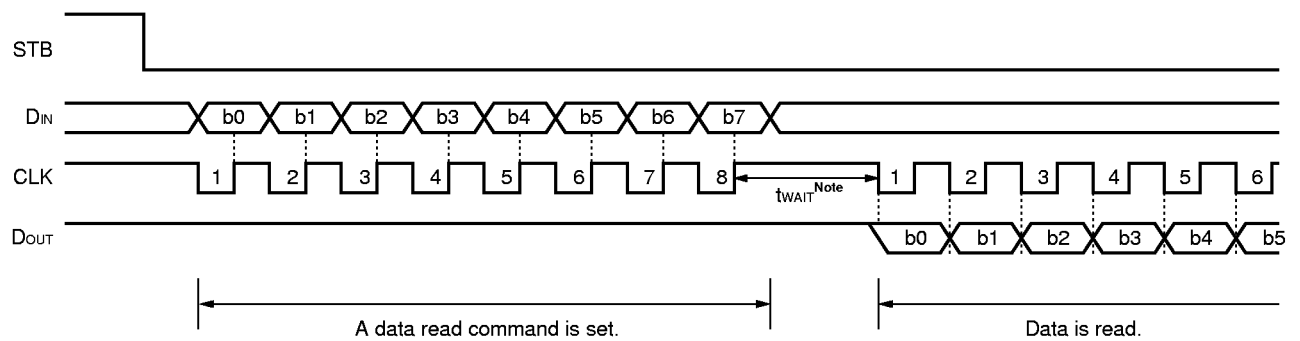 STB
DIN b0 b1 b2 b3 b4 b5 b6 b7
CLK 1 2 3 4 5 6 7 8 tWAIT Note 1 2 3 4 5 6
DOUT b0 b1 b2 b3 b4 b5
A data read command is set. Data is read.